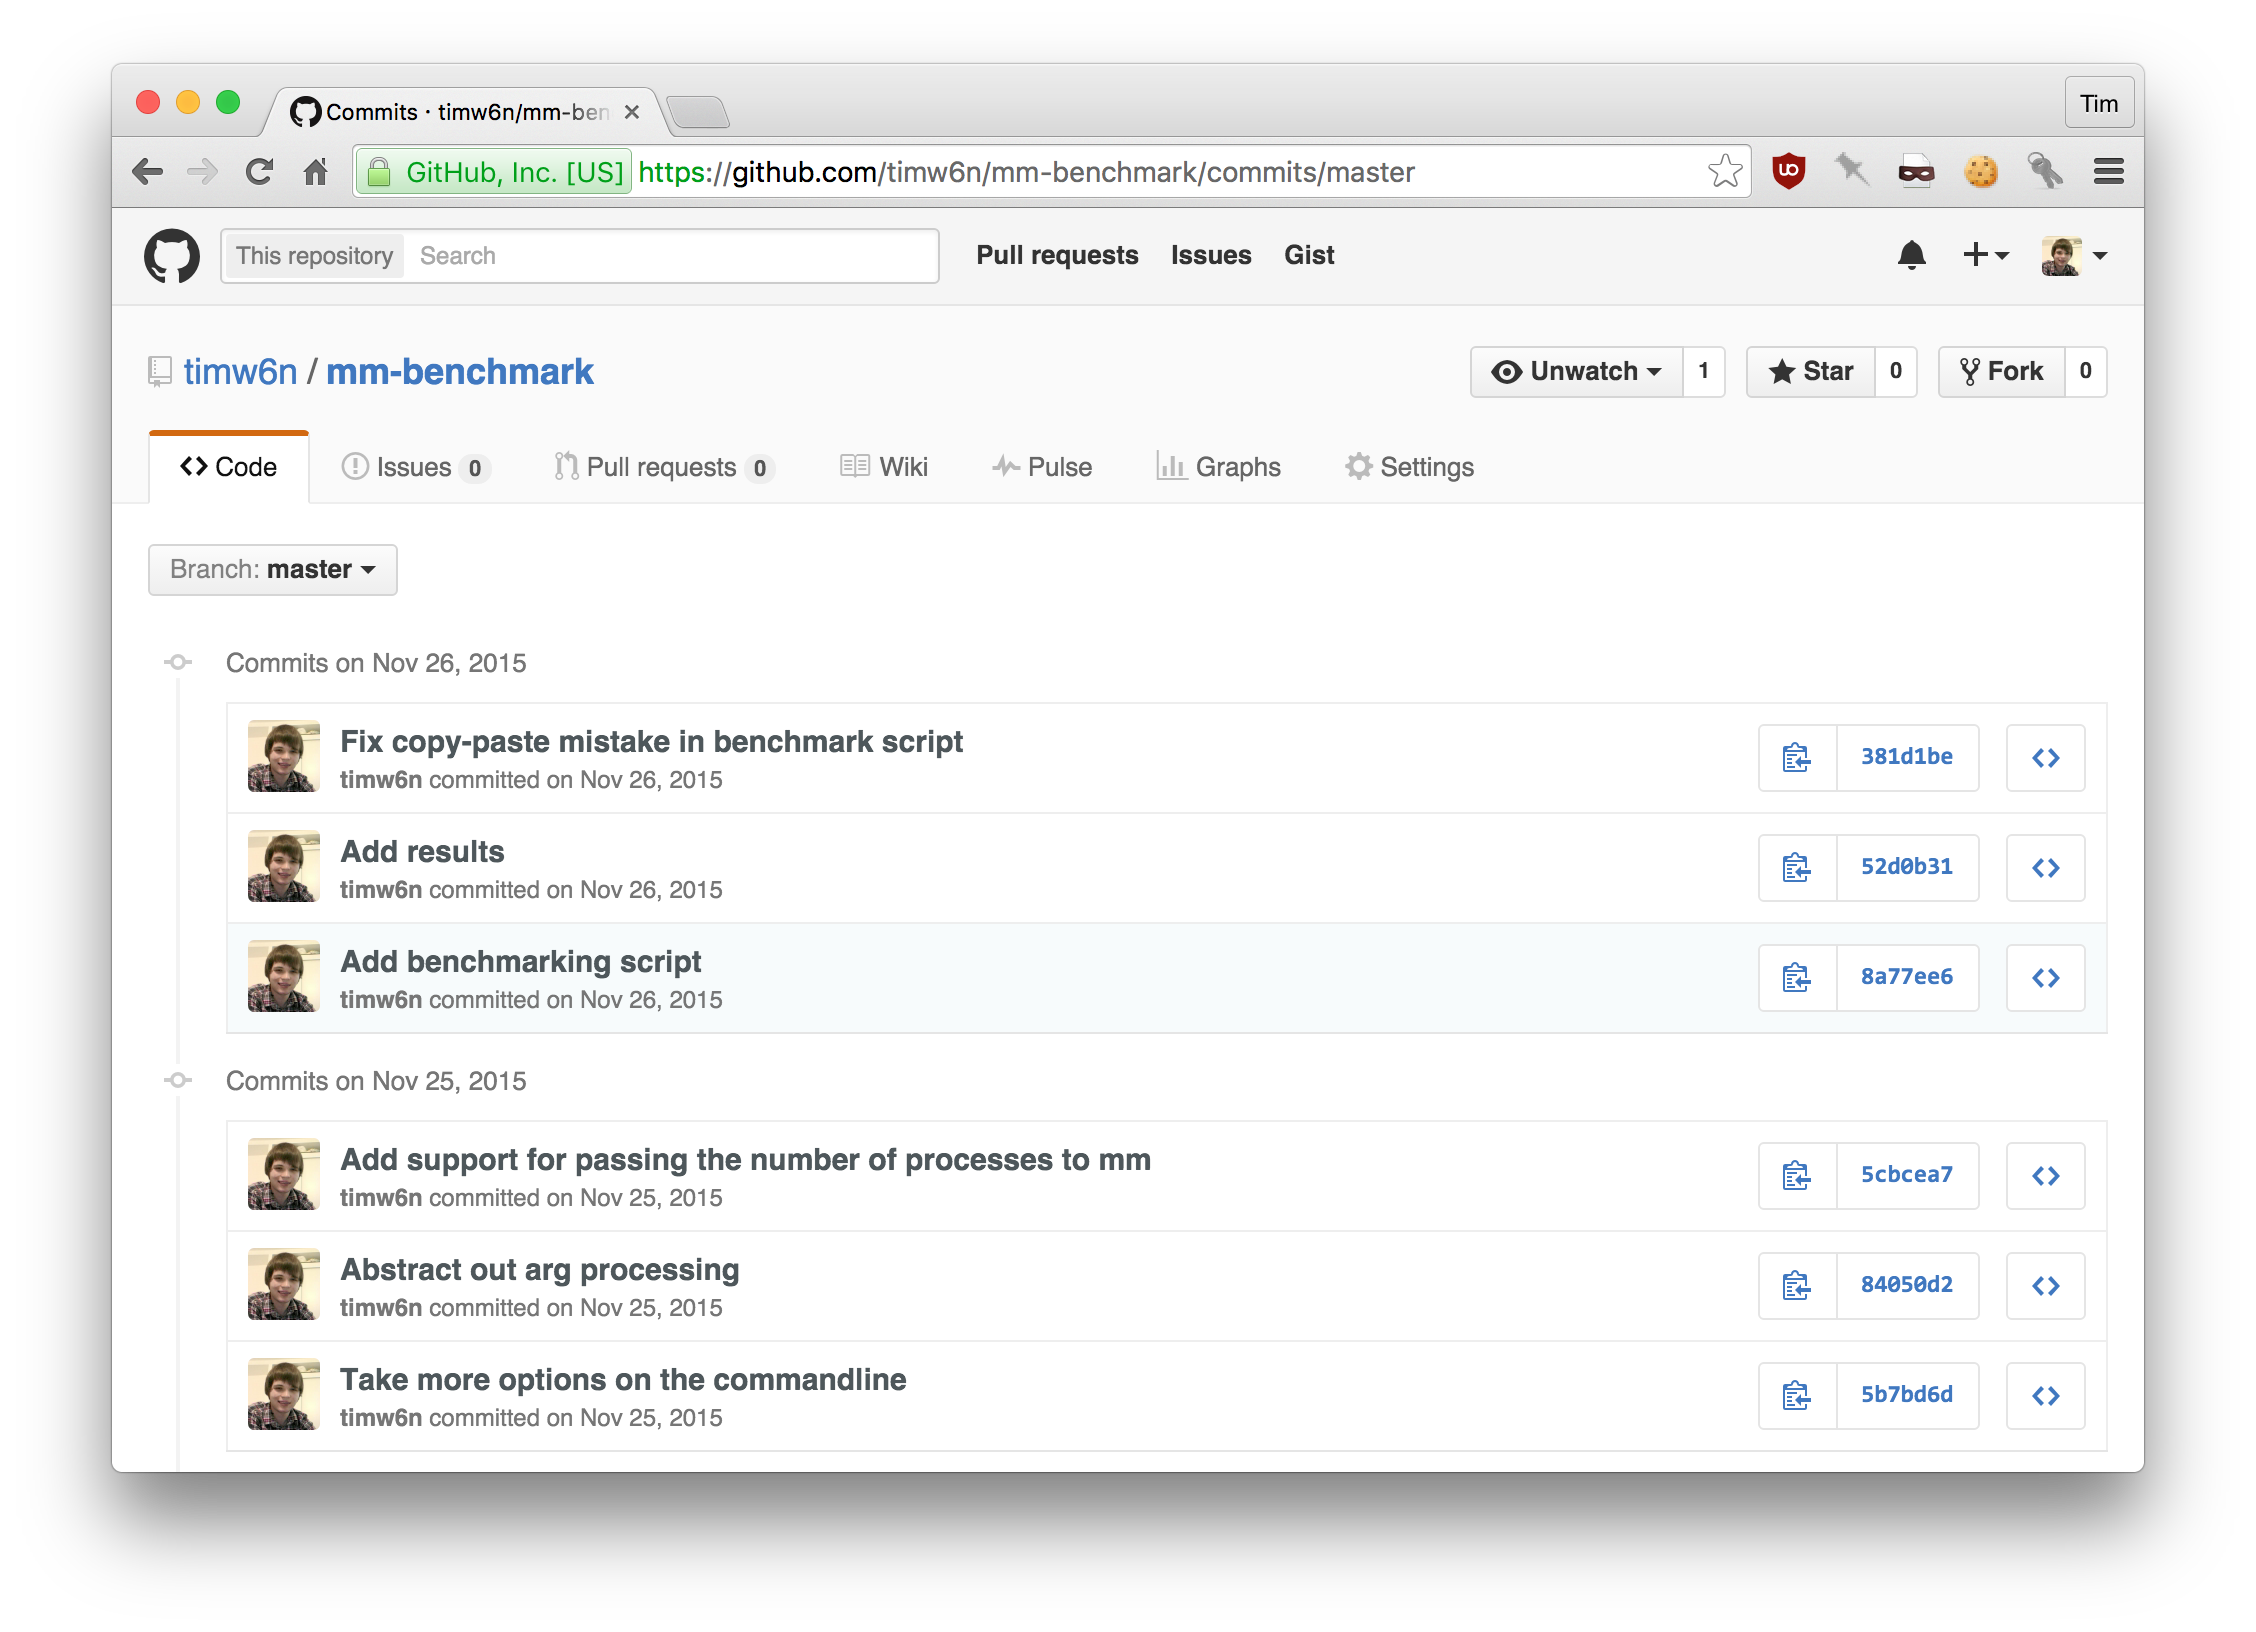 Commits · timw6n/mm-ben
Tim
GitHub, Inc. [US] https://github.com/timw6n/mm-benchmark/commits/master
This repository Search Pull requests Issues Gist
timw6n / mm-benchmark Unwatch 1 Star 0 Fork 0
Code Issues 0 Pull requests 0 Wiki Pulse Graphs Settings
Branch: master
Commits on Nov 26, 2015
Fix copy-paste mistake in benchmark script
timw6n committed on Nov 26, 2015
381d1be
Add results
timw6n committed on Nov 26, 2015
52d0b31
Add benchmarking script
timw6n committed on Nov 26, 2015
8a77ee6
Commits on Nov 25, 2015
Add support for passing the number of processes to mm
timw6n committed on Nov 25, 2015
5cbcea7
Abstract out arg processing
timw6n committed on Nov 25, 2015
84050d2
Take more options on the commandline
timw6n committed on Nov 25, 2015
5b7bd6d